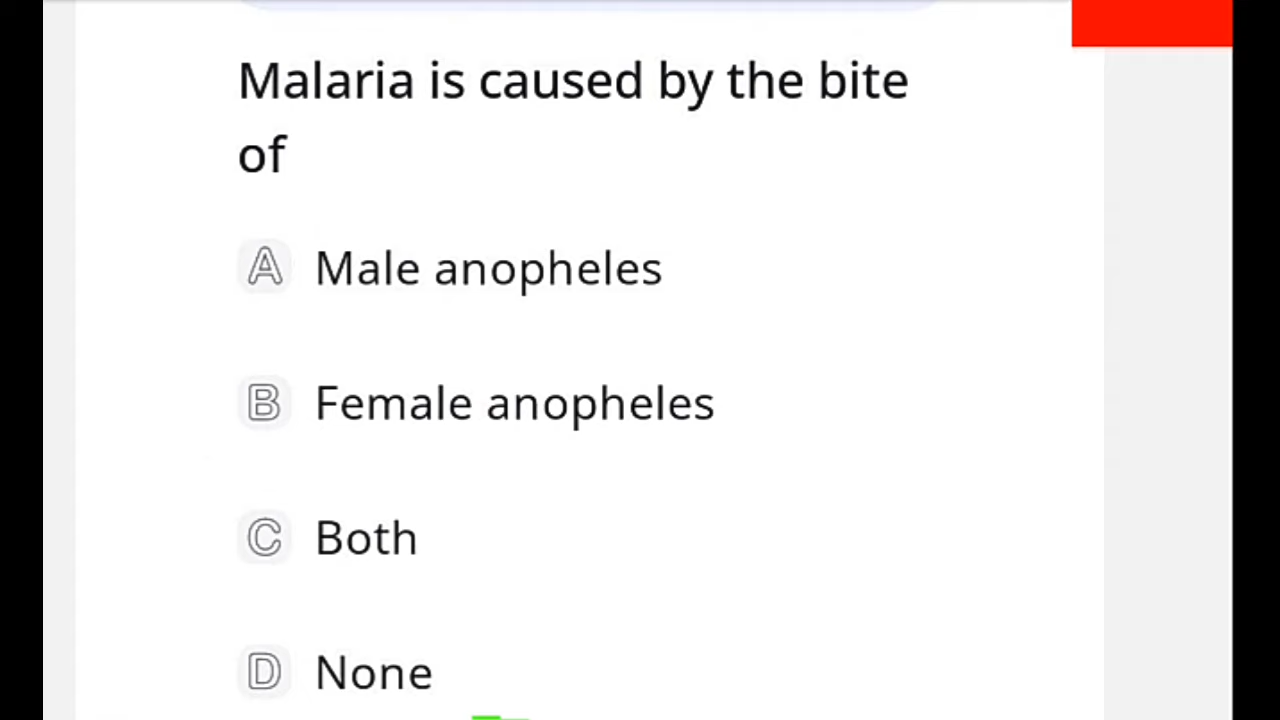 Malaria is caused by the bite
of
A Male anopheles
B Female anopheles
C Both
D None